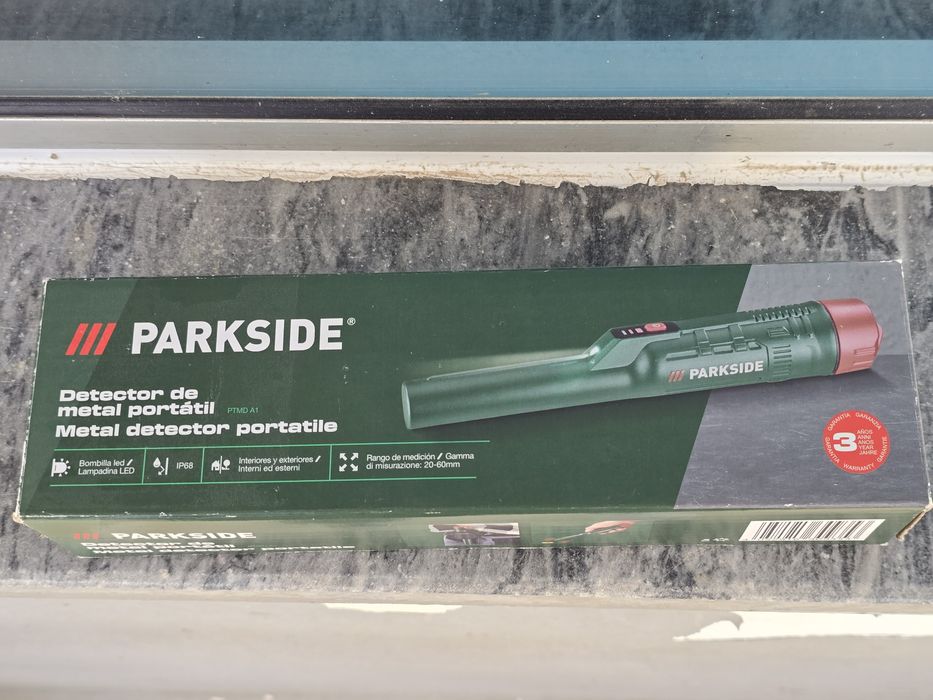 PARKSIDE®
Detector de
metal portátil PTMD A1
Metal detector portatile
Bombilla led /
Lampadina LED
IP68
Interiores y exteriores /
Interni ed esterni
Rango de medición / Gamma
di misurazione: 20-60mm
PARKSIDE
GARANTIA GARANZIA
3 AÑOS
ANNI
ANOS
YEAR
JAHRE
GARANTIA WARRANTY GARANTIE
PARKSIDE